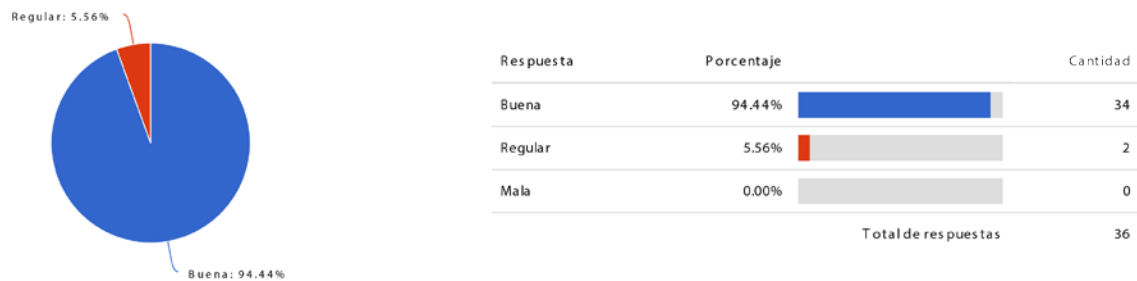 Regular: 5.56%
Buena: 94.44%
Respuesta Porcentaje Cantidad
Buena 94.44% 34
Regular 5.56% 2
Mala 0.00% 0
Total de respuestas 36